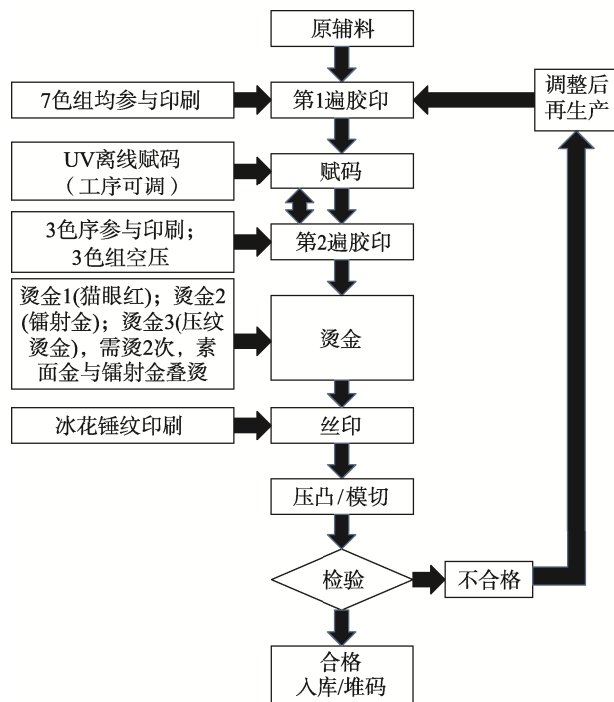 原辅料
调整后
再生产
7色组均参与印刷
第1遍胶印
UV离线赋码
（工序可调）
赋码
3色序参与印刷；
3色组空压
第2遍胶印
烫金1(猫眼红)；烫金2
(镭射金)；烫金3(压纹
烫金)，需烫2次，素
面金与镭射金叠烫
烫金
冰花锤纹印刷
丝印
压凸/模切
检验
不合格
合格
入库/堆码